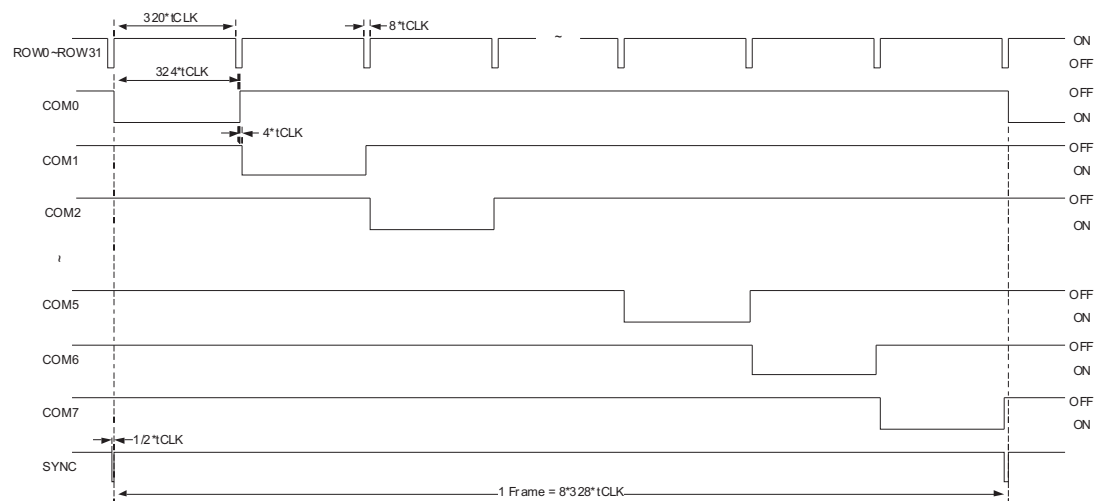 320*tCLK
8*tCLK
ROW0~ROW31
~
ON
OFF
324*tCLK
COM0
OFF
ON
4*tCLK
COM1
OFF
ON
COM2
OFF
ON
~
COM5
OFF
ON
COM6
OFF
ON
COM7
OFF
ON
1/2*tCLK
SYNC
1 Frame = 8*328*tCLK